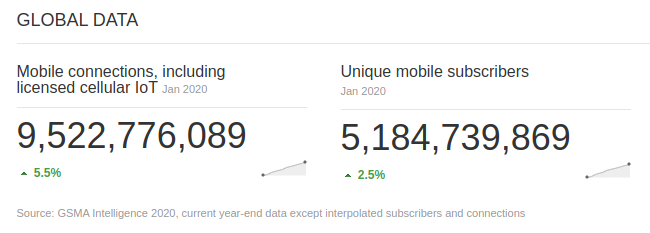 GLOBAL DATA
Mobile connections, including
licensed cellular IoT Jan 2020
9,522,776,089
5.5%
Unique mobile subscribers
Jan 2020
5,184,739,869
2.5%
Source: GSMA Intelligence 2020, current year-end data except interpolated subscribers and connections